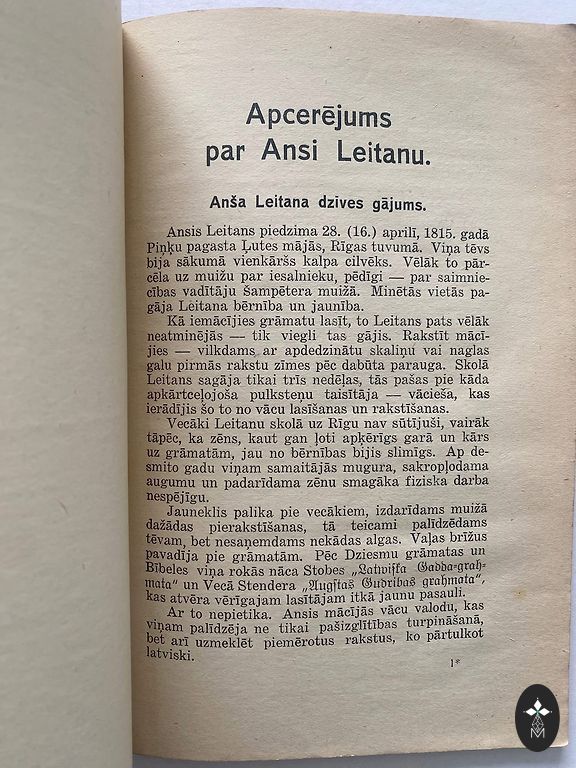 Apcerējums
par Ansi Leitanu.
Anša Leitana dzīves gājums.
Ansis Leitans piedzima 28. (16.) aprilī, 1815. gadā
Piņķu pagasta Ļutes mājās, Rīgas tuvumā. Viņa tēvs
bija sākumā vienkāršs kalpa cilvēks. Vēlāk to pār-
cēla uz muižu par iesalnieku, pēdīgi — par saimnie-
cības vadītāju Šampētera muižā. Minētās vietās pa-
gāja Leitana bērnība un jaunība.
Kā iemācījies grāmatu lasīt, to Leitans pats vēlāk
neatminējās — tik viegli tas gājis. Rakstīt mācī-
jies — vilkdams ar apdedzinātu skaliņu vai naglas
galu pirmās rakstu zīmes pēc dabūta parauga. Skolā
Leitans sagāja tikai trīs nedēļas, tās pašas pie kāda
apkārtceļojoša pulksteņu taisītāja — vācieša, kas
ierādījis šo to no vācu lasīšanas un rakstīšanas.
Vecāki Leitanu skolā uz Rīgu nav sūtījuši, vairāk
tāpēc, ka zēns, kaut gan ļoti apķērīgs garā un kārs
uz grāmatām, jau no bērnības bijis slimīgs. Ap de-
smito gadu viņam samaitājās mugura, sakropļodama
augumu un padarīdama zēnu smagāka fiziska darba
nespējīgu.
Jauneklis palika pie vecākiem, izdarīdams muižā
dažādas pierakstīšanas, tā teicami palīdzēdams
tēvam, bet nesaņemdams nekādas algas. Vaļas brīžus
pavadīja pie grāmatām. Pēc Dziesmu grāmatas un
Bībeles viņa rokās nāca Stobes „Latwiſka Gadda-grah-
mata" un Vecā Stendera „Augſtas Gudribas grahmata",
kas atvēra vērīgajam lasītājam itkā jaunu pasauli.
Ar to nepietika. Ansis mācījās vācu valodu, kas
viņam palīdzēja ne tikai pašizglītības turpināšanā,
bet arī uzmeklēt piemērotus rakstus, ko pārtulkot
latviski.
1*
M